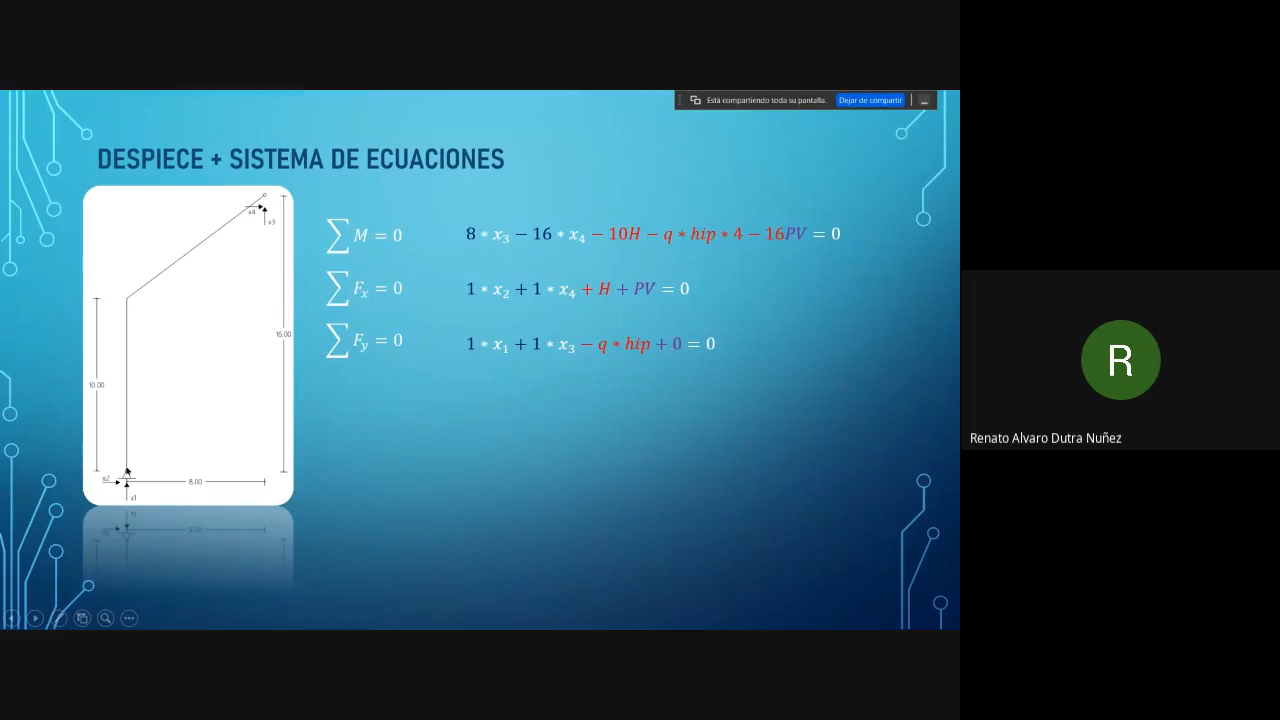 Está compartiendo toda su pantalla. Dejar de compartir
DESPIECE + SISTEMA DE ECUACIONES
x4
x3
16.00
10.00
x2
8.00
x1
∑ M = 0
8 * x₃ − 16 * x₄ − 10H − q * hip * 4 − 16PV = 0
∑ Fₓ = 0
1 * x₂ + 1 * x₄ + H + PV = 0
∑ Fᵧ = 0
1 * x₁ + 1 * x₃ − q * hip + 0 = 0
R
Renato Alvaro Dutra Nuñez